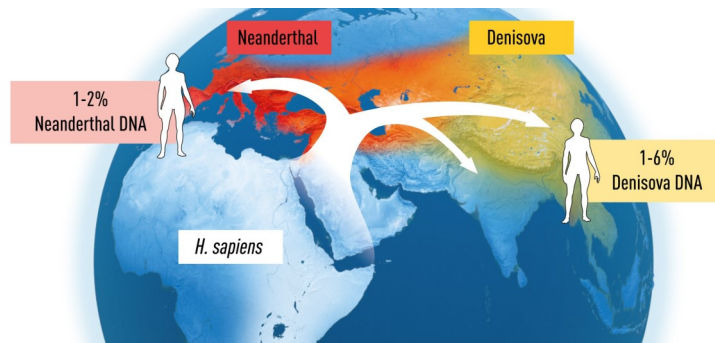 Neanderthal
Denisova
1-2%
Neanderthal DNA
1-6%
Denisova DNA
H. sapiens